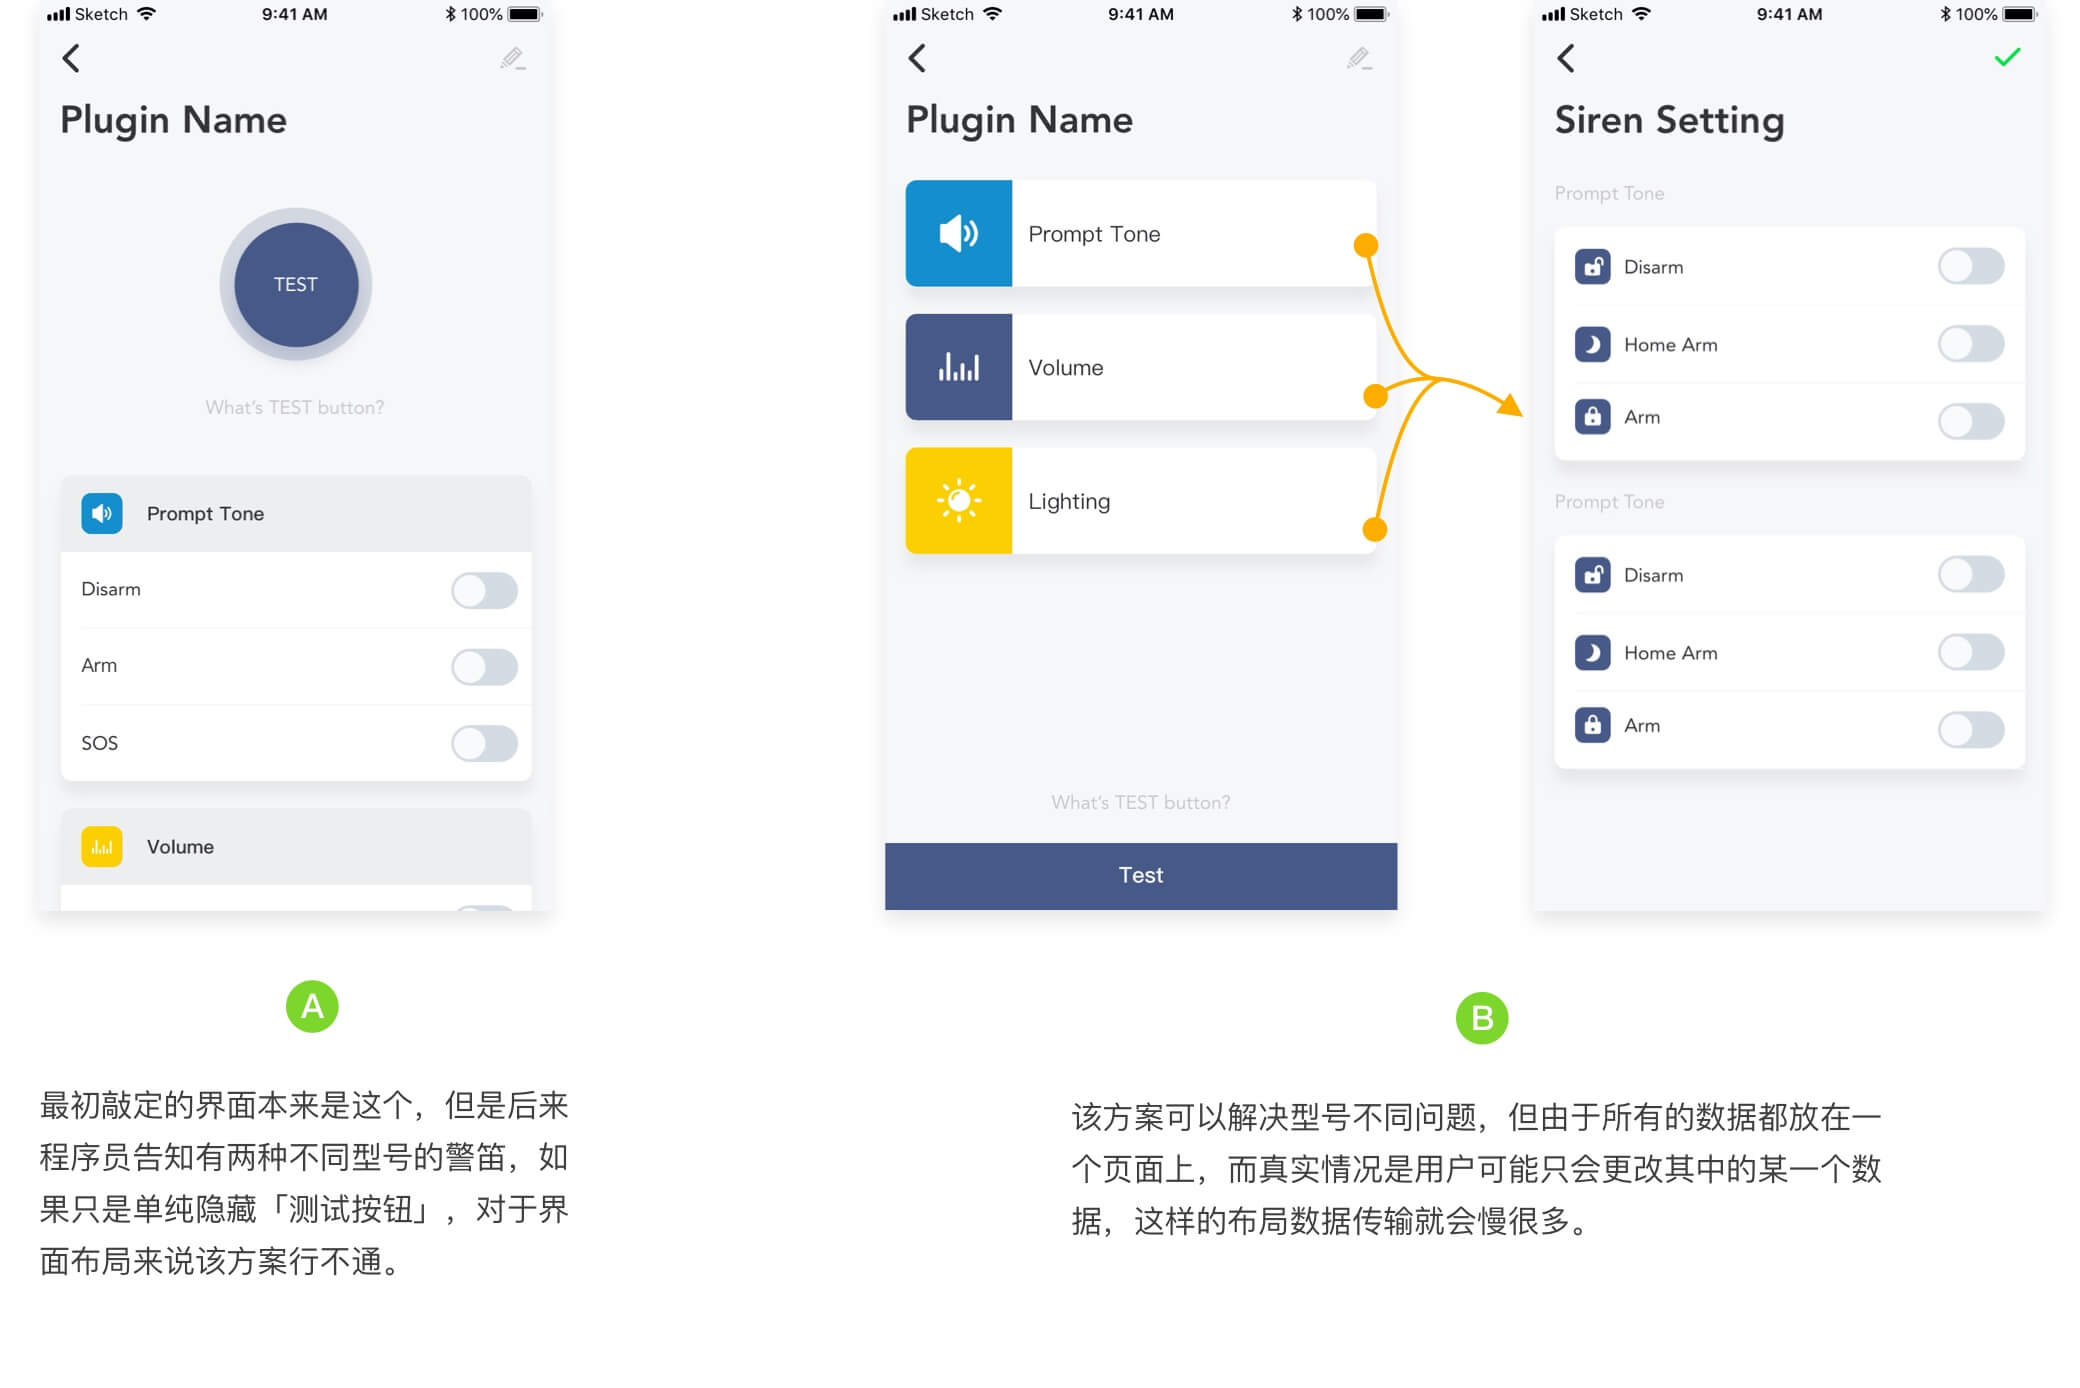 Sketch 9:41 AM 100%
Plugin Name
TEST
What's TEST button?
Prompt Tone
Disarm
Arm
SOS
Volume
Sketch 9:41 AM 100%
Plugin Name
Prompt Tone
Volume
Lighting
What's TEST button?
Test
Sketch 9:41 AM 100%
Siren Setting
Prompt Tone
Disarm
Home Arm
Arm
Prompt Tone
Disarm
Home Arm
Arm
A
最初敲定的界面本来是这个，但是后来
程序员告知有两种不同型号的警笛，如
果只是单纯隐藏「测试按钮」，对于界
面布局来说该方案行不通。
B
该方案可以解决型号不同问题，但由于所有的数据都放在一
个页面上，而真实情况是用户可能只会更改其中的某一个数
据，这样的布局数据传输就会慢很多。